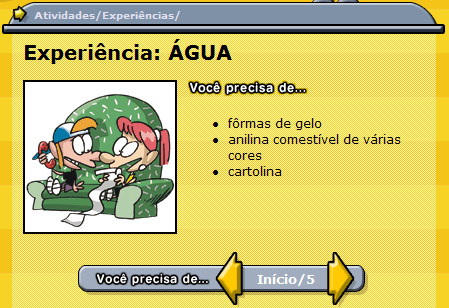 Atividades/Experiências/
Experiência: ÁGUA
Você precisa de...
fôrmas de gelo
anilina comestível de várias
cores
cartolina
Você precisa de...
Início/5